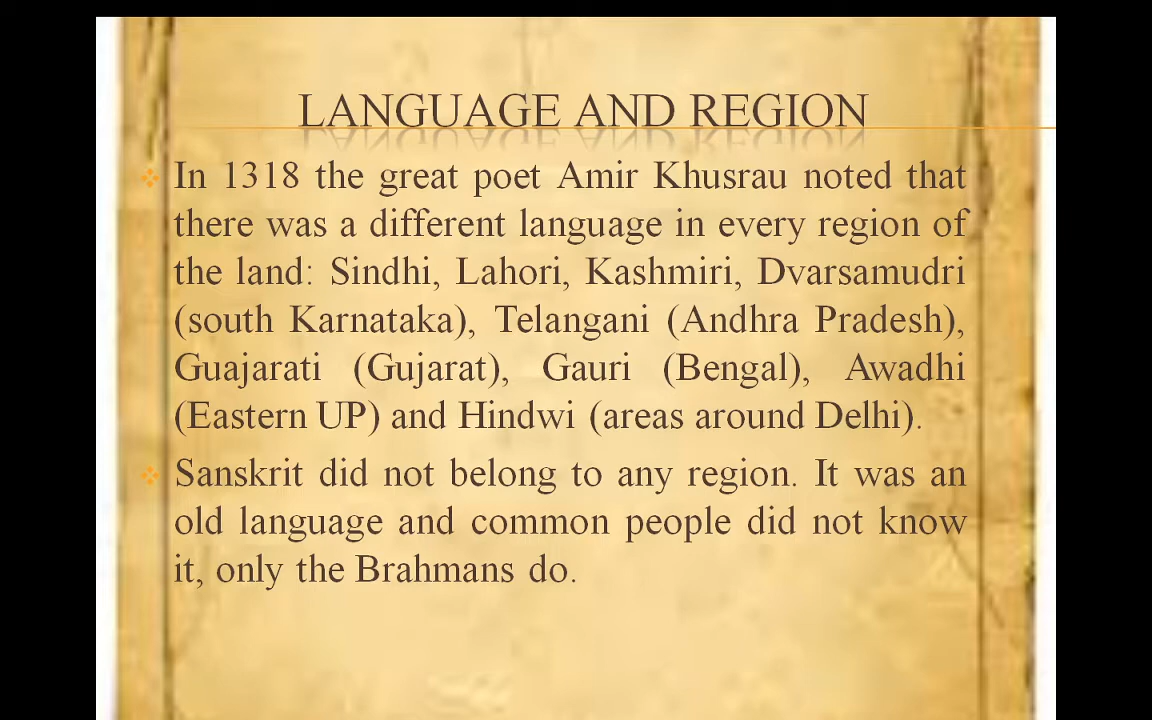 LANGUAGE AND REGION
In 1318 the great poet Amir Khusrau noted that
there was a different language in every region of
the land: Sindhi, Lahori, Kashmiri, Dvarsamudri
(south Karnataka), Telangani (Andhra Pradesh),
Guajarati (Gujarat), Gauri (Bengal), Awadhi
(Eastern UP) and Hindwi (areas around Delhi).
Sanskrit did not belong to any region. It was an
old language and common people did not know
it, only the Brahmans do.